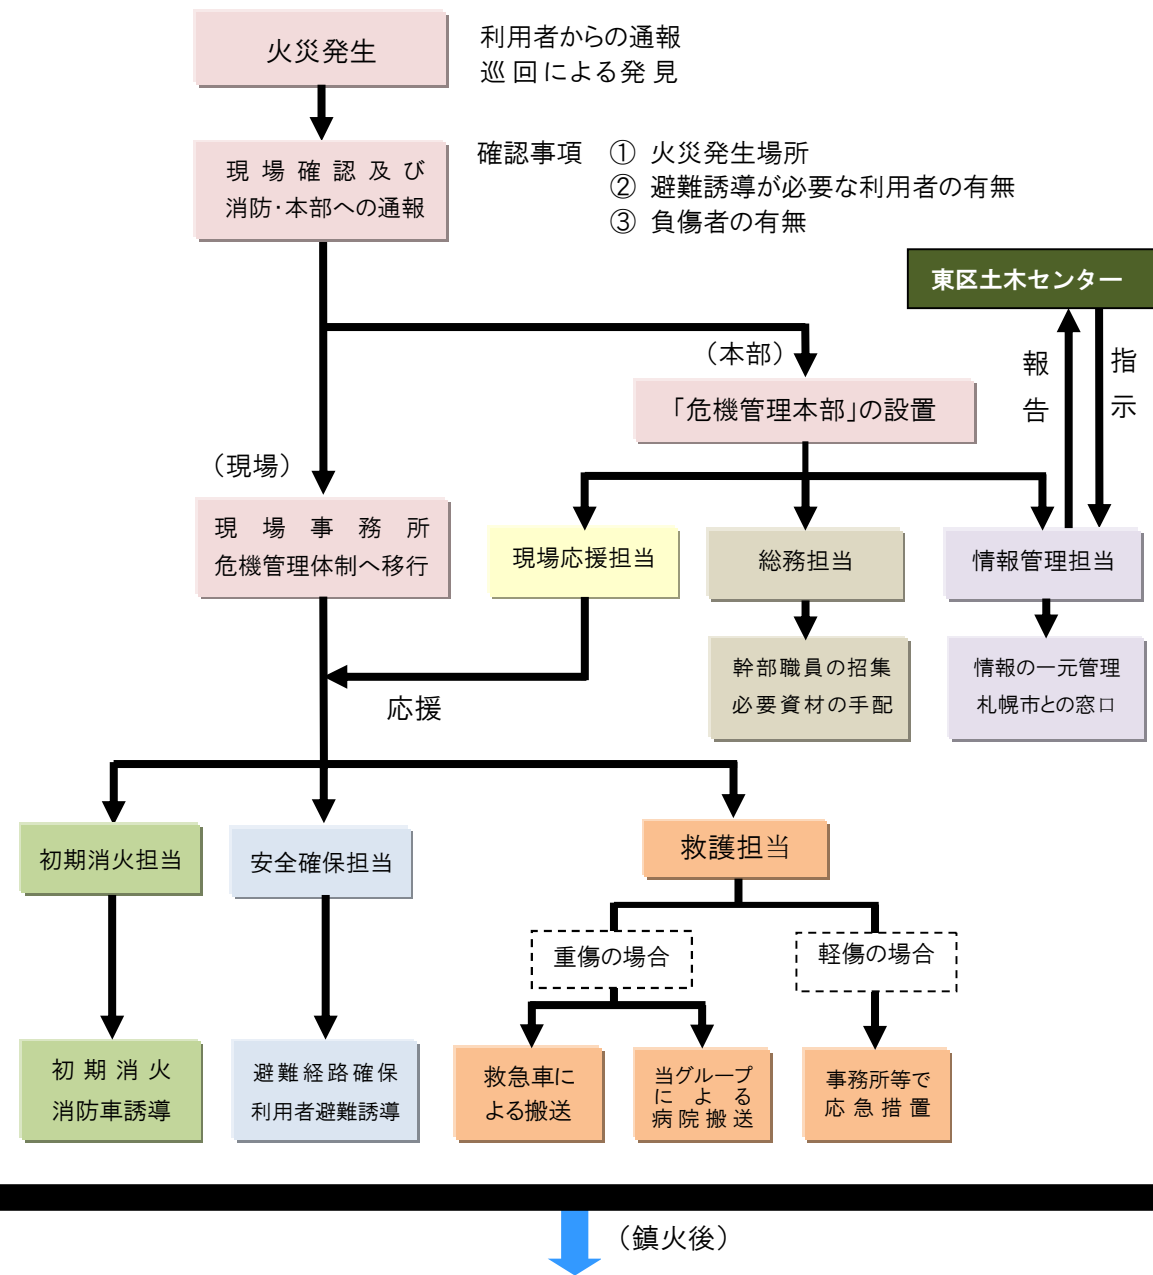 火災発生
利用者からの通報
巡回による発見
現場確認及び
消防・本部への通報
確認事項 ① 火災発生場所
② 避難誘導が必要な利用者の有無
③ 負傷者の有無
東区土木センター
報告
指示
（本部）
「危機管理本部」の設置
（現場）
現場事務所
危機管理体制へ移行
現場応援担当
総務担当
情報管理担当
幹部職員の招集
必要資材の手配
情報の一元管理
札幌市との窓口
応援
初期消火担当
安全確保担当
救護担当
重傷の場合
軽傷の場合
初期消火
消防車誘導
避難経路確保
利用者避難誘導
救急車に
よる搬送
当グループ
による
病院搬送
事務所等で
応急措置
（鎮火後）